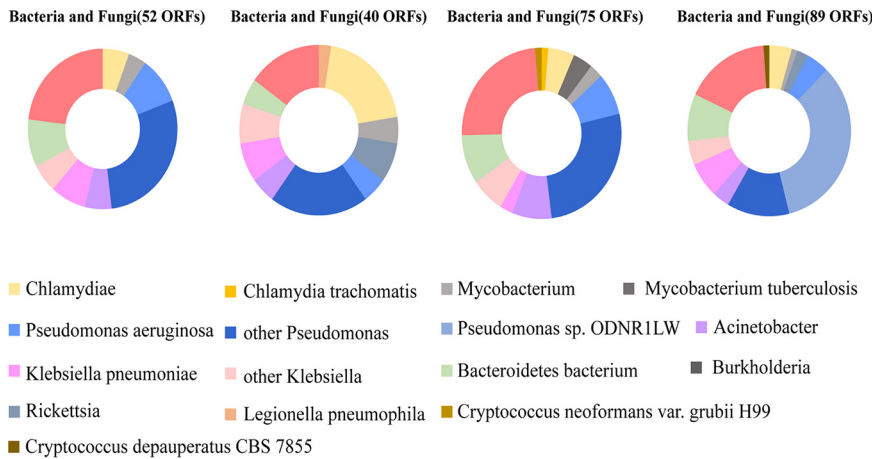 Bacteria and Fungi(52 ORFs) Bacteria and Fungi(40 ORFs) Bacteria and Fungi(75 ORFs) Bacteria and Fungi(89 ORFs)
Chlamydiae Chlamydia trachomatis Mycobacterium Mycobacterium tuberculosis
Pseudomonas aeruginosa other Pseudomonas Pseudomonas sp. ODNR1LW Acinetobacter
Klebsiella pneumoniae other Klebsiella Bacteroidetes bacterium Burkholderia
Rickettsia Legionella pneumophila Cryptococcus neoformans var. grubii H99
Cryptococcus depauperatus CBS 7855